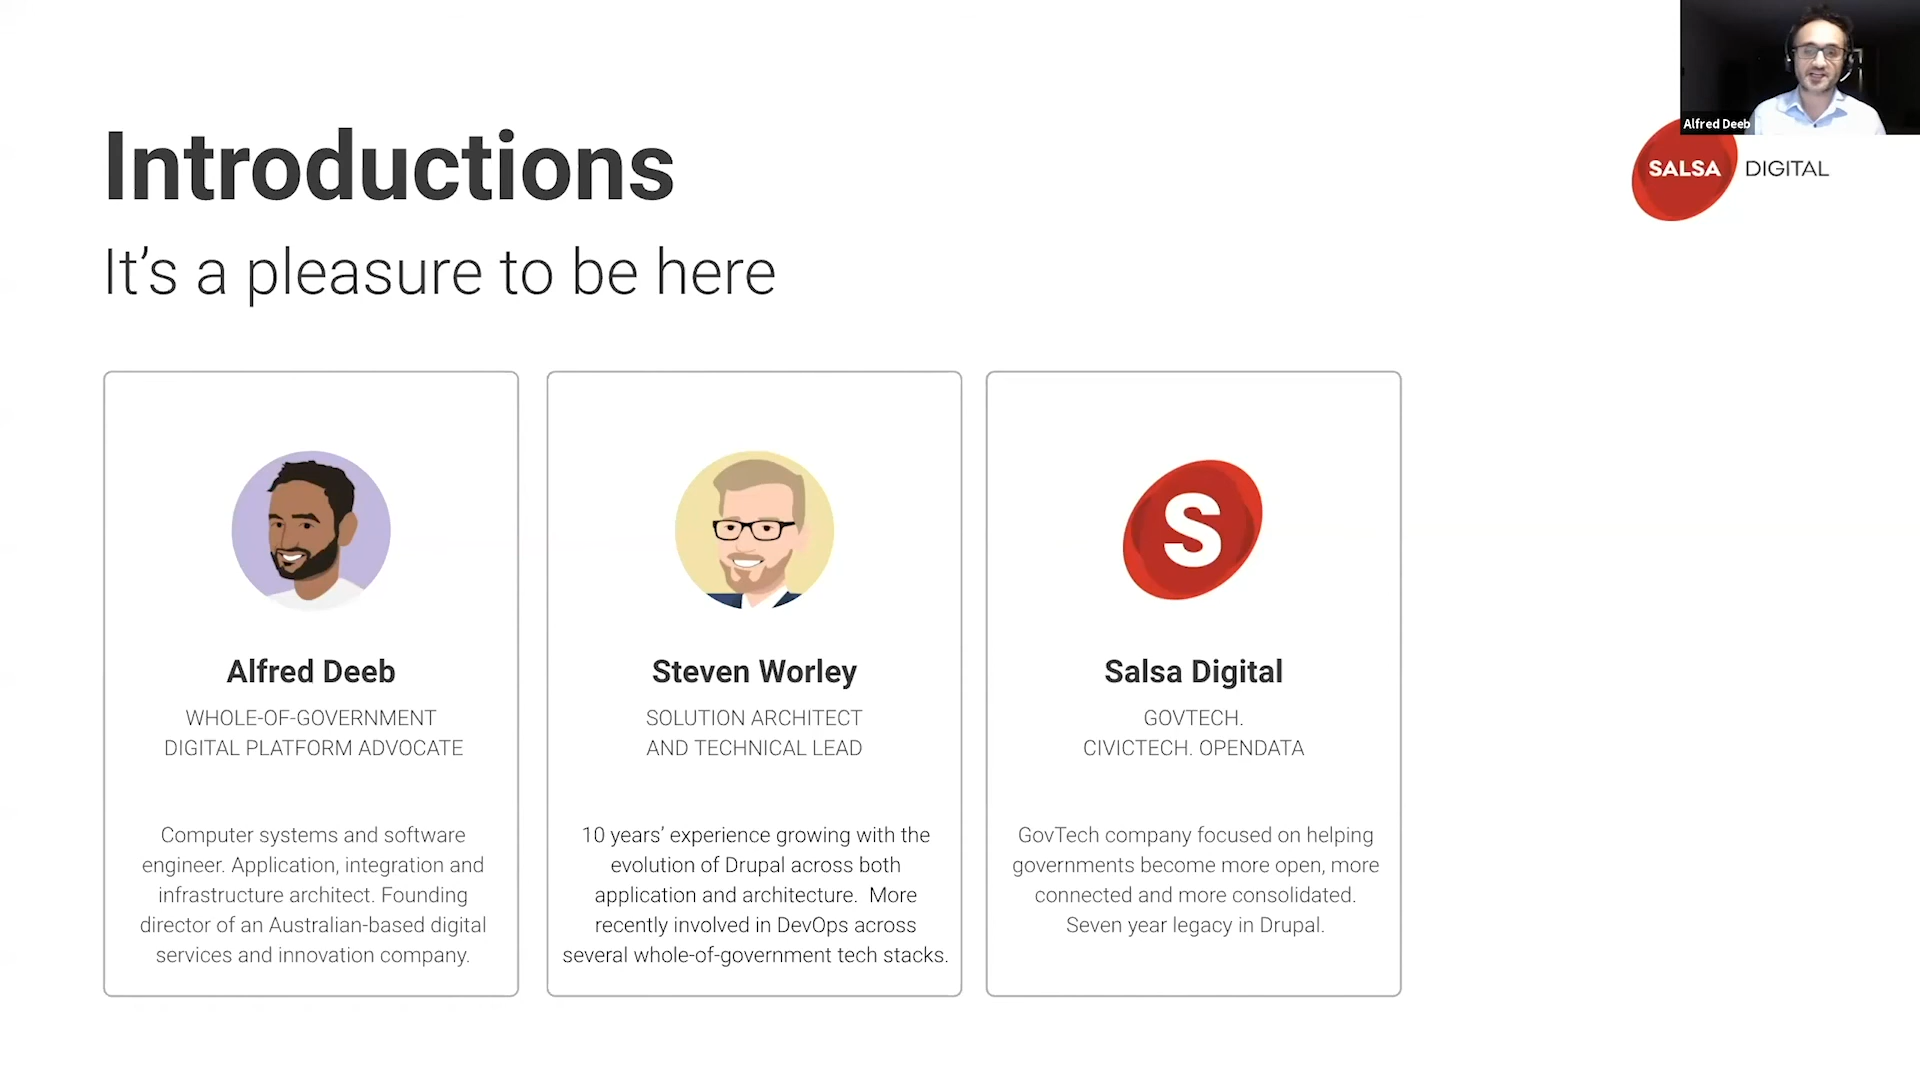 Alfred Deeb
SALSA DIGITAL
Introductions
It's a pleasure to be here
S
Alfred Deeb
WHOLE-OF-GOVERNMENT
DIGITAL PLATFORM ADVOCATE
Computer systems and software
engineer. Application, integration and
infrastructure architect. Founding
director of an Australian-based digital
services and innovation company.
Steven Worley
SOLUTION ARCHITECT
AND TECHNICAL LEAD
10 years’ experience growing with the
evolution of Drupal across both
application and architecture.  More
recently involved in DevOps across
several whole-of-government tech stacks.
Salsa Digital
GOVTECH.
CIVICTECH. OPENDATA
GovTech company focused on helping
governments become more open, more
connected and more consolidated.
Seven year legacy in Drupal.